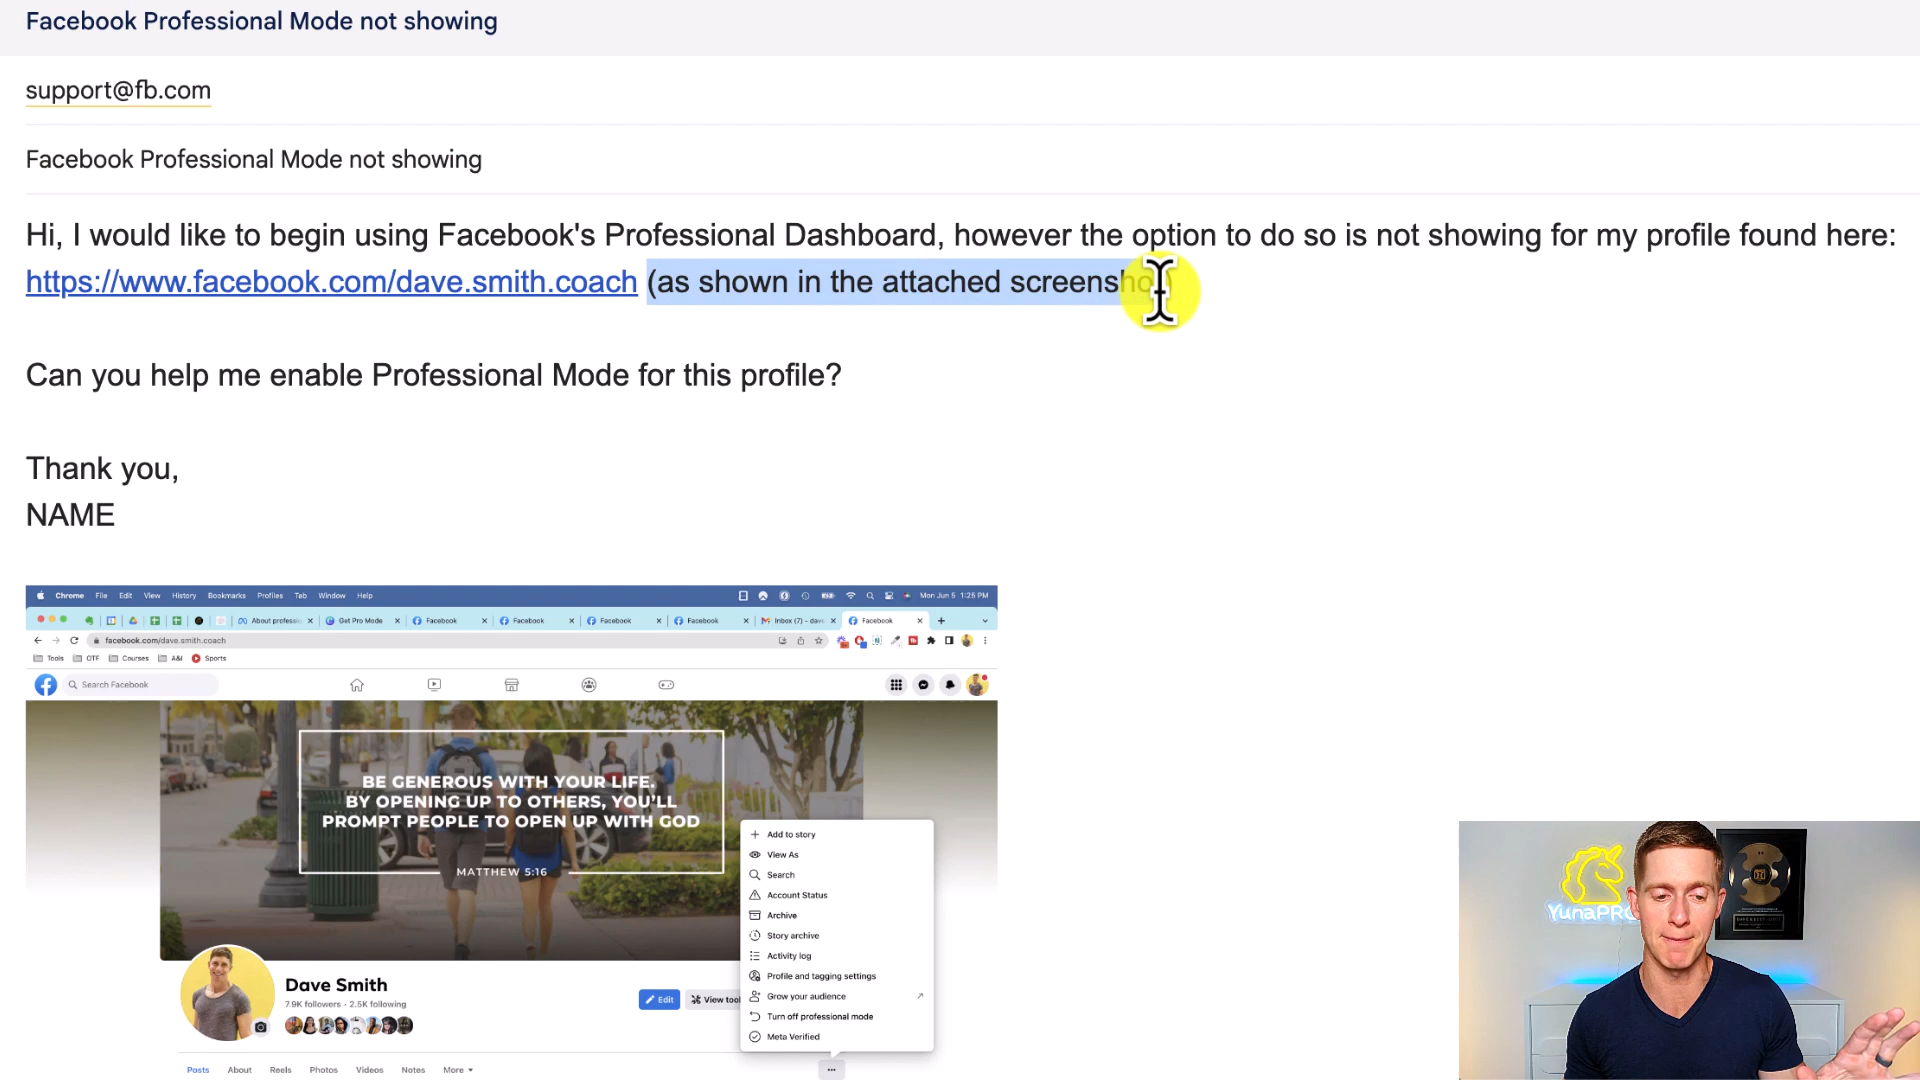 Facebook Professional Mode not showing
support@fb.com
Facebook Professional Mode not showing
Hi, I would like to begin using Facebook's Professional Dashboard, however the option to do so is not showing for my profile found here:
https://www.facebook.com/dave.smith.coach (as shown in the attached screensho
Can you help me enable Professional Mode for this profile?
Thank you,
NAME
Chrome File Edit View History Bookmarks Profiles Tab Window Help Mon Jun 5 1:25 PM
About profession Get Pro Mode Facebook Facebook Facebook Facebook Inbox (7) - dave Facebook
facebook.com/dave.smith.coach
Tools OTF Courses A&I Sports
Search Facebook
BE GENEROUS WITH YOUR LIFE.
BY OPENING UP TO OTHERS, YOU'LL
PROMPT PEOPLE TO OPEN UP WITH GOD
MATTHEW 5:16
Add to story
View As
Search
Account Status
Archive
Story archive
Activity log
Profile and tagging settings
Grow your audience
Turn off professional mode
Meta Verified
Dave Smith
7.9K followers • 2.5K following
Edit
View tool
Posts About Reels Photos Videos Notes More
YunaPRO